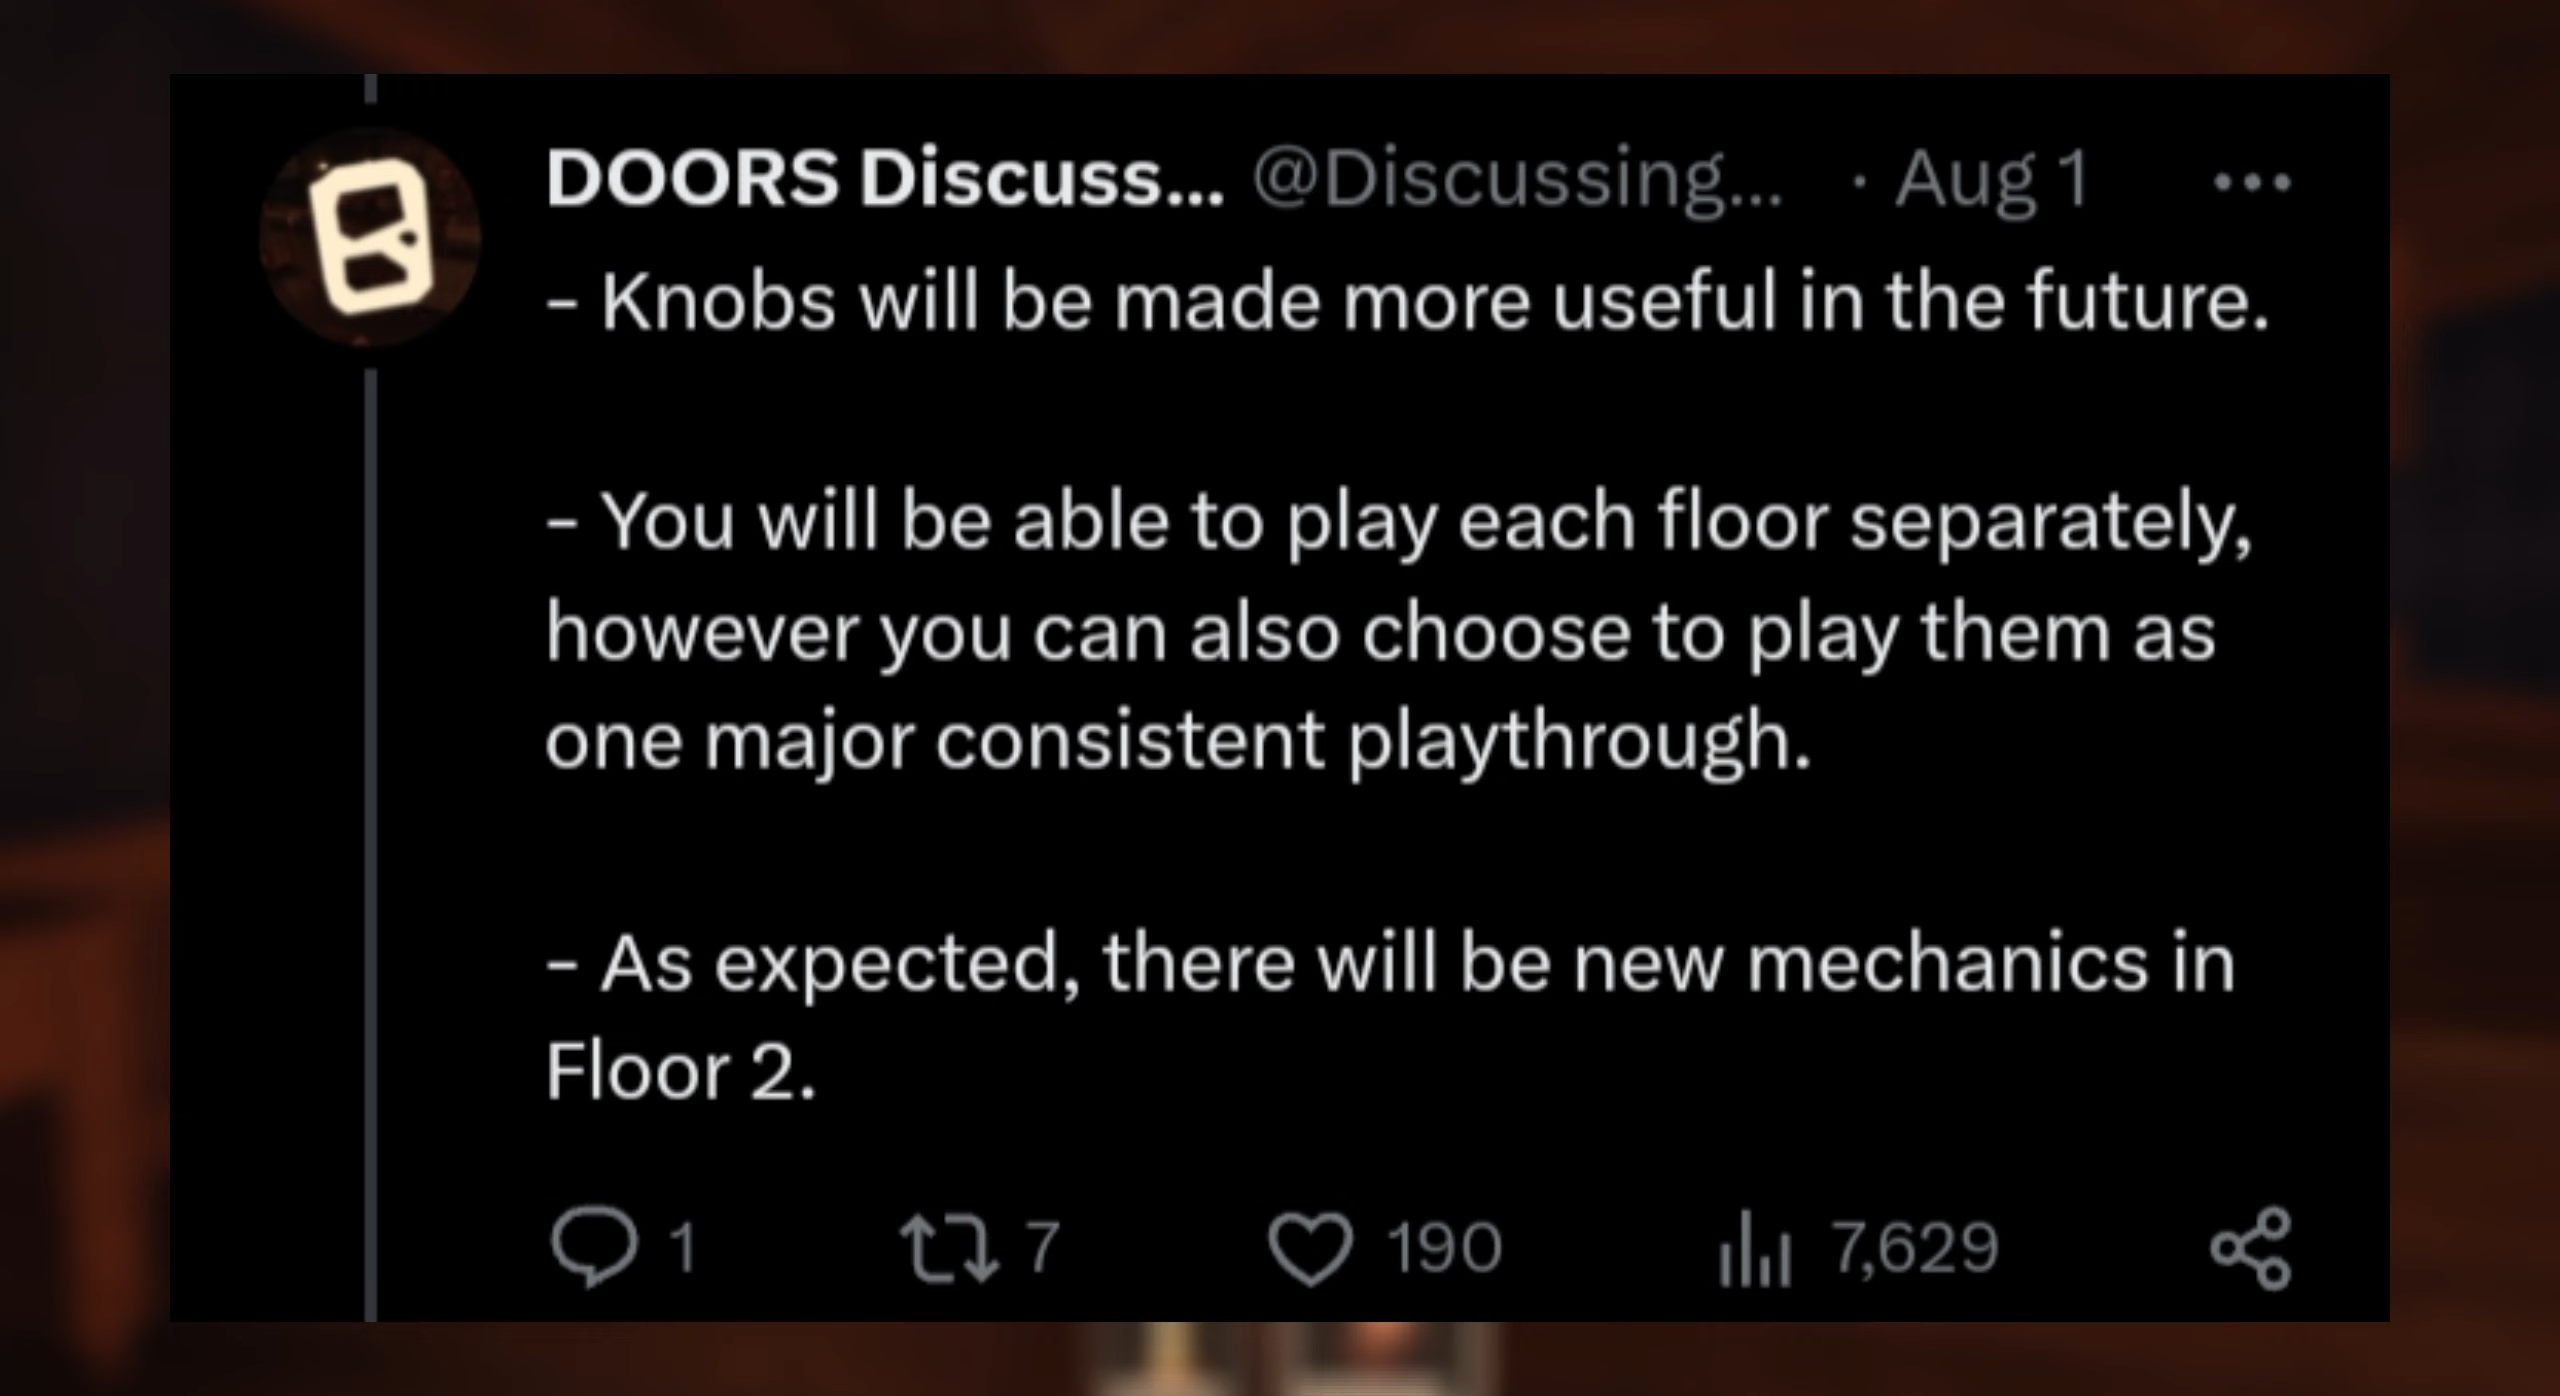 DOORS Discuss... @Discussing... · Aug 1
– Knobs will be made more useful in the future.
– You will be able to play each floor separately,
however you can also choose to play them as
one major consistent playthrough.
– As expected, there will be new mechanics in
Floor 2.
1 7 190 7,629